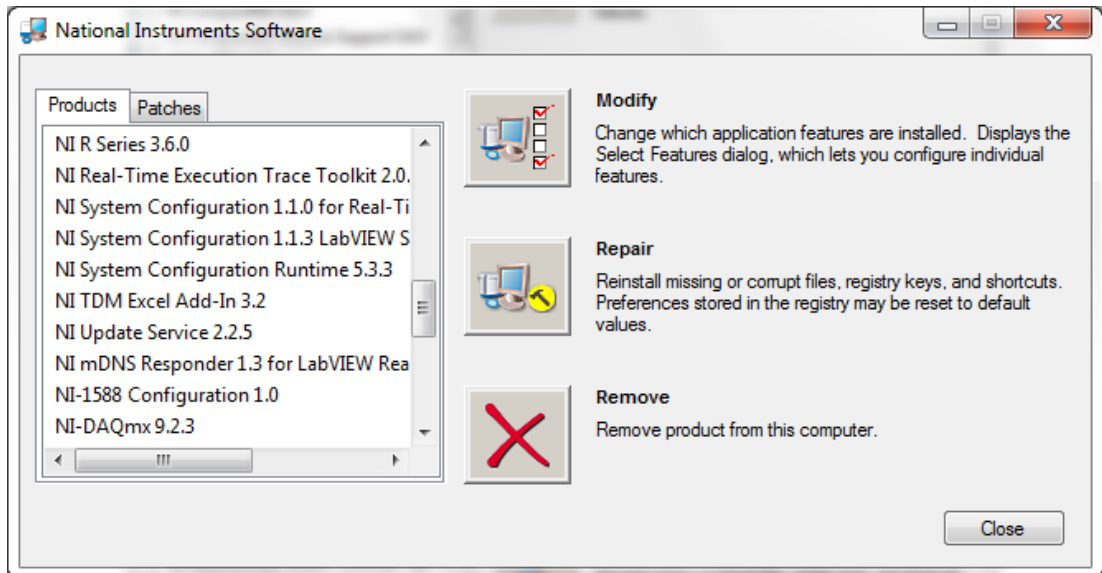 National Instruments Software
Products
Patches
NI R Series 3.6.0
NI Real-Time Execution Trace Toolkit 2.0.
NI System Configuration 1.1.0 for Real-Ti
NI System Configuration 1.1.3 LabVIEW S
NI System Configuration Runtime 5.3.3
NI TDM Excel Add-In 3.2
NI Update Service 2.2.5
NI mDNS Responder 1.3 for LabVIEW Rea
NI-1588 Configuration 1.0
NI-DAQmx 9.2.3
Modify
Change which application features are installed.  Displays the
Select Features dialog, which lets you configure individual
features.
Repair
Reinstall missing or corrupt files, registry keys, and shortcuts.
Preferences stored in the registry may be reset to default
values.
Remove
Remove product from this computer.
Close